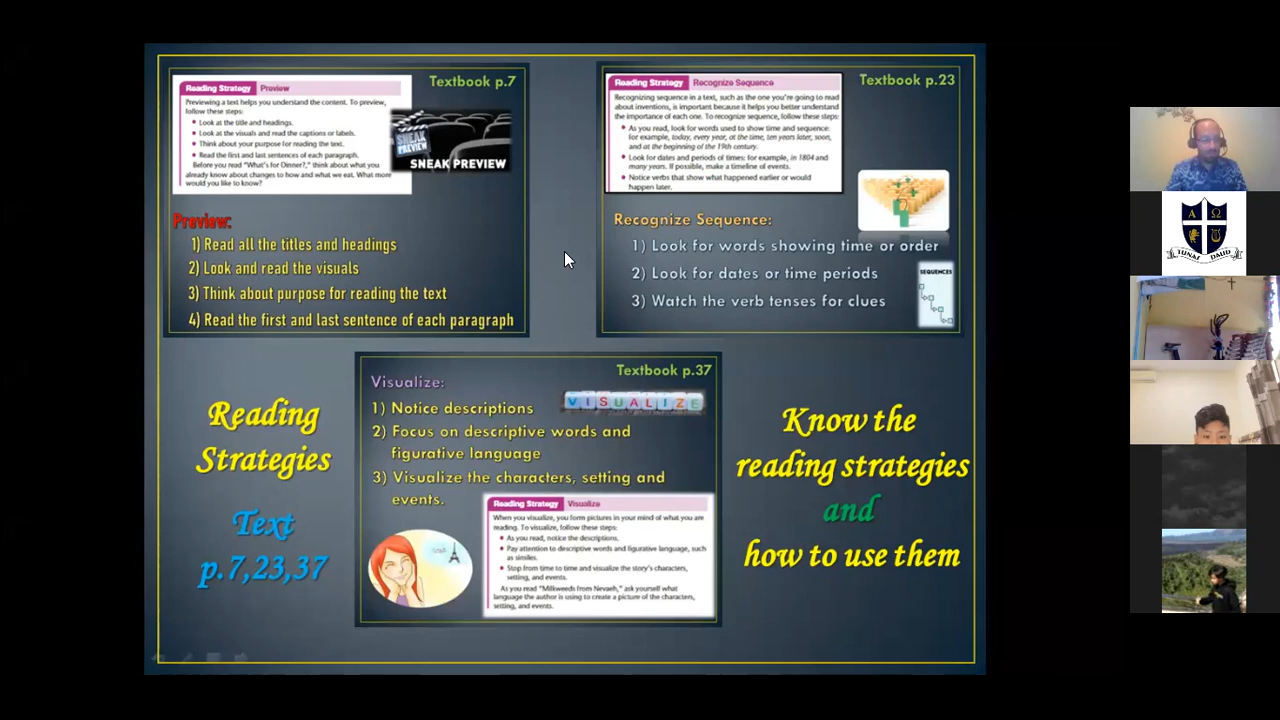 Textbook p.7
Reading Strategy Preview
Previewing a text helps you understand the content. To preview,
follow these steps:
• Look at the title and headings.
• Look at the visuals and read the captions or labels.
• Think about your purpose for reading the text.
• Read the first and last sentences of each paragraph.
Before you read "What's for Dinner?," think about what you
already know about changes to how and what we eat. What more
would you like to know?
SNEAK PREVIEW
SNEAK PREVIEW
Preview:
1) Read all the titles and headings
2) Look and read the visuals
3) Think about purpose for reading the text
4) Read the first and last sentence of each paragraph
Textbook p.23
Reading Strategy Recognize Sequence
Recognizing sequence in a text, such as the one you're going to read
about inventions, is important because it helps you better understand
the importance of each one. To recognize sequence, follow these steps:
• As you read, look for words used to show time and sequence:
for example, today, every year, at the time, ten years later, soon,
and at the beginning of the 19th century.
• Look for dates and periods of times: for example, in 1804 and
many years. If possible, make a timeline of events.
• Notice verbs that show what happened earlier or would
happen later.
Recognize Sequence:
1) Look for words showing time or order
2) Look for dates or time periods
3) Watch the verb tenses for clues
SEQUENCES
Reading
Strategies
Text
p.7,23,37
Textbook p.37
Visualize:
VISUALIZE
1) Notice descriptions
2) Focus on descriptive words and
figurative language
3) Visualize the characters, setting and
events.
Reading Strategy Visualize
When you visualize, you form pictures in your mind of what you are
reading. To visualize, follow these steps:
• As you read, notice the descriptions.
• Pay attention to descriptive words and figurative language, such
as similes.
• Stop from time to time and visualize the story's characters,
setting, and events.
As you read "Milkweeds from Nevaeh," ask yourself what
language the author is using to create a picture of the characters,
setting, and events.
Know the
reading strategies
and
how to use them
Α Ω
TUNAS DAUD